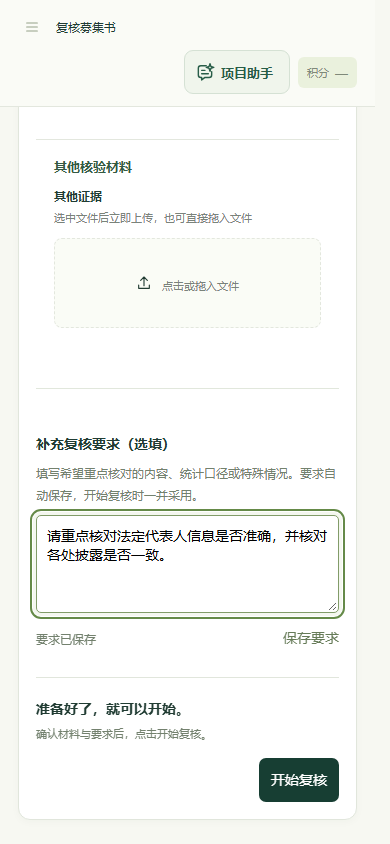 复核募集书
项目助手
积分 —
其他核验材料
其他证据
选中文件后立即上传，也可直接拖入文件
点击或拖入文件
补充复核要求（选填）
填写希望重点核对的内容、统计口径或特殊情况。要求自
动保存，开始复核时一并采用。
请重点核对法定代表人信息是否准确，并核对
各处披露是否一致。
要求已保存
保存要求
准备好了，就可以开始。
确认材料与要求后，点击开始复核。
开始复核